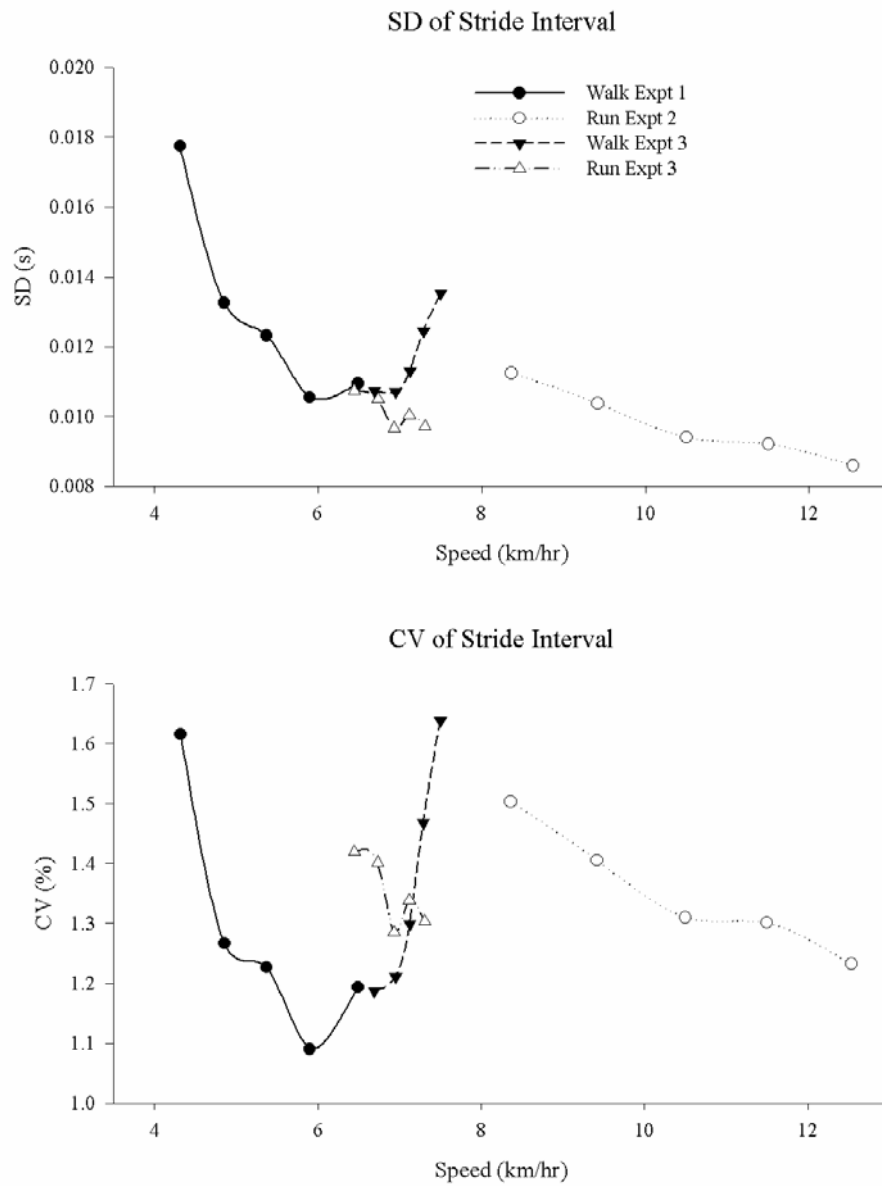 SD of Stride Interval
0.020
0.018
0.016
0.014
0.012
0.010
0.008
SD (s)
Walk Expt 1
Run Expt 2
Walk Expt 3
Run Expt 3
4 6 8 10 12
Speed (km/hr)
CV of Stride Interval
1.7
1.6
1.5
1.4
1.3
1.2
1.1
1.0
CV (%)
4 6 8 10 12
Speed (km/hr)